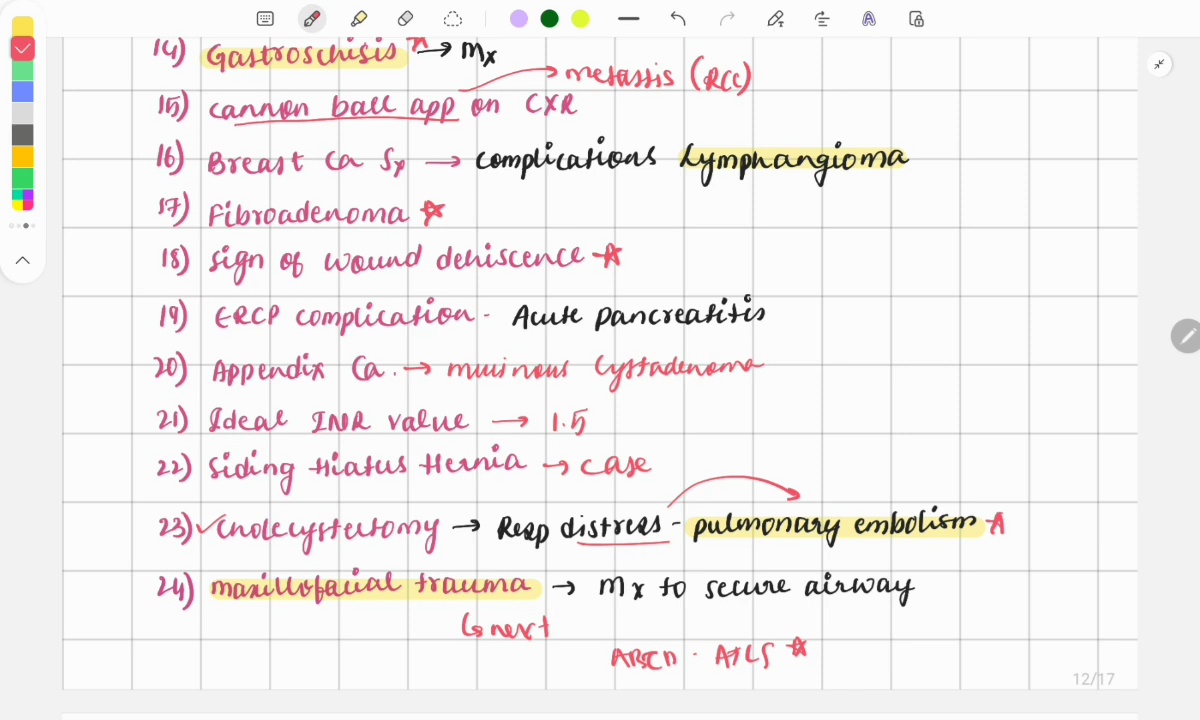 14) Gastroschisis → Mx
metastsis (RCC)
15) cannon ball app on CXR
16) Breast Ca Sx → complications Lymphangioma
17) Fibroadenoma
18) Sign of wound dehiscence
19) ERCP complication - Acute pancreatitis
20) Appendix Ca. → muinous Cystadenoma
21) Ideal INR value → 1.5
22) Siding Hiatus Hernia → case
23) Cholecystectomy → Resp distress - pulmonary embolism
24) maxillofacial trauma → Mx to secure airway
next
ABCD - ATLS
12/17